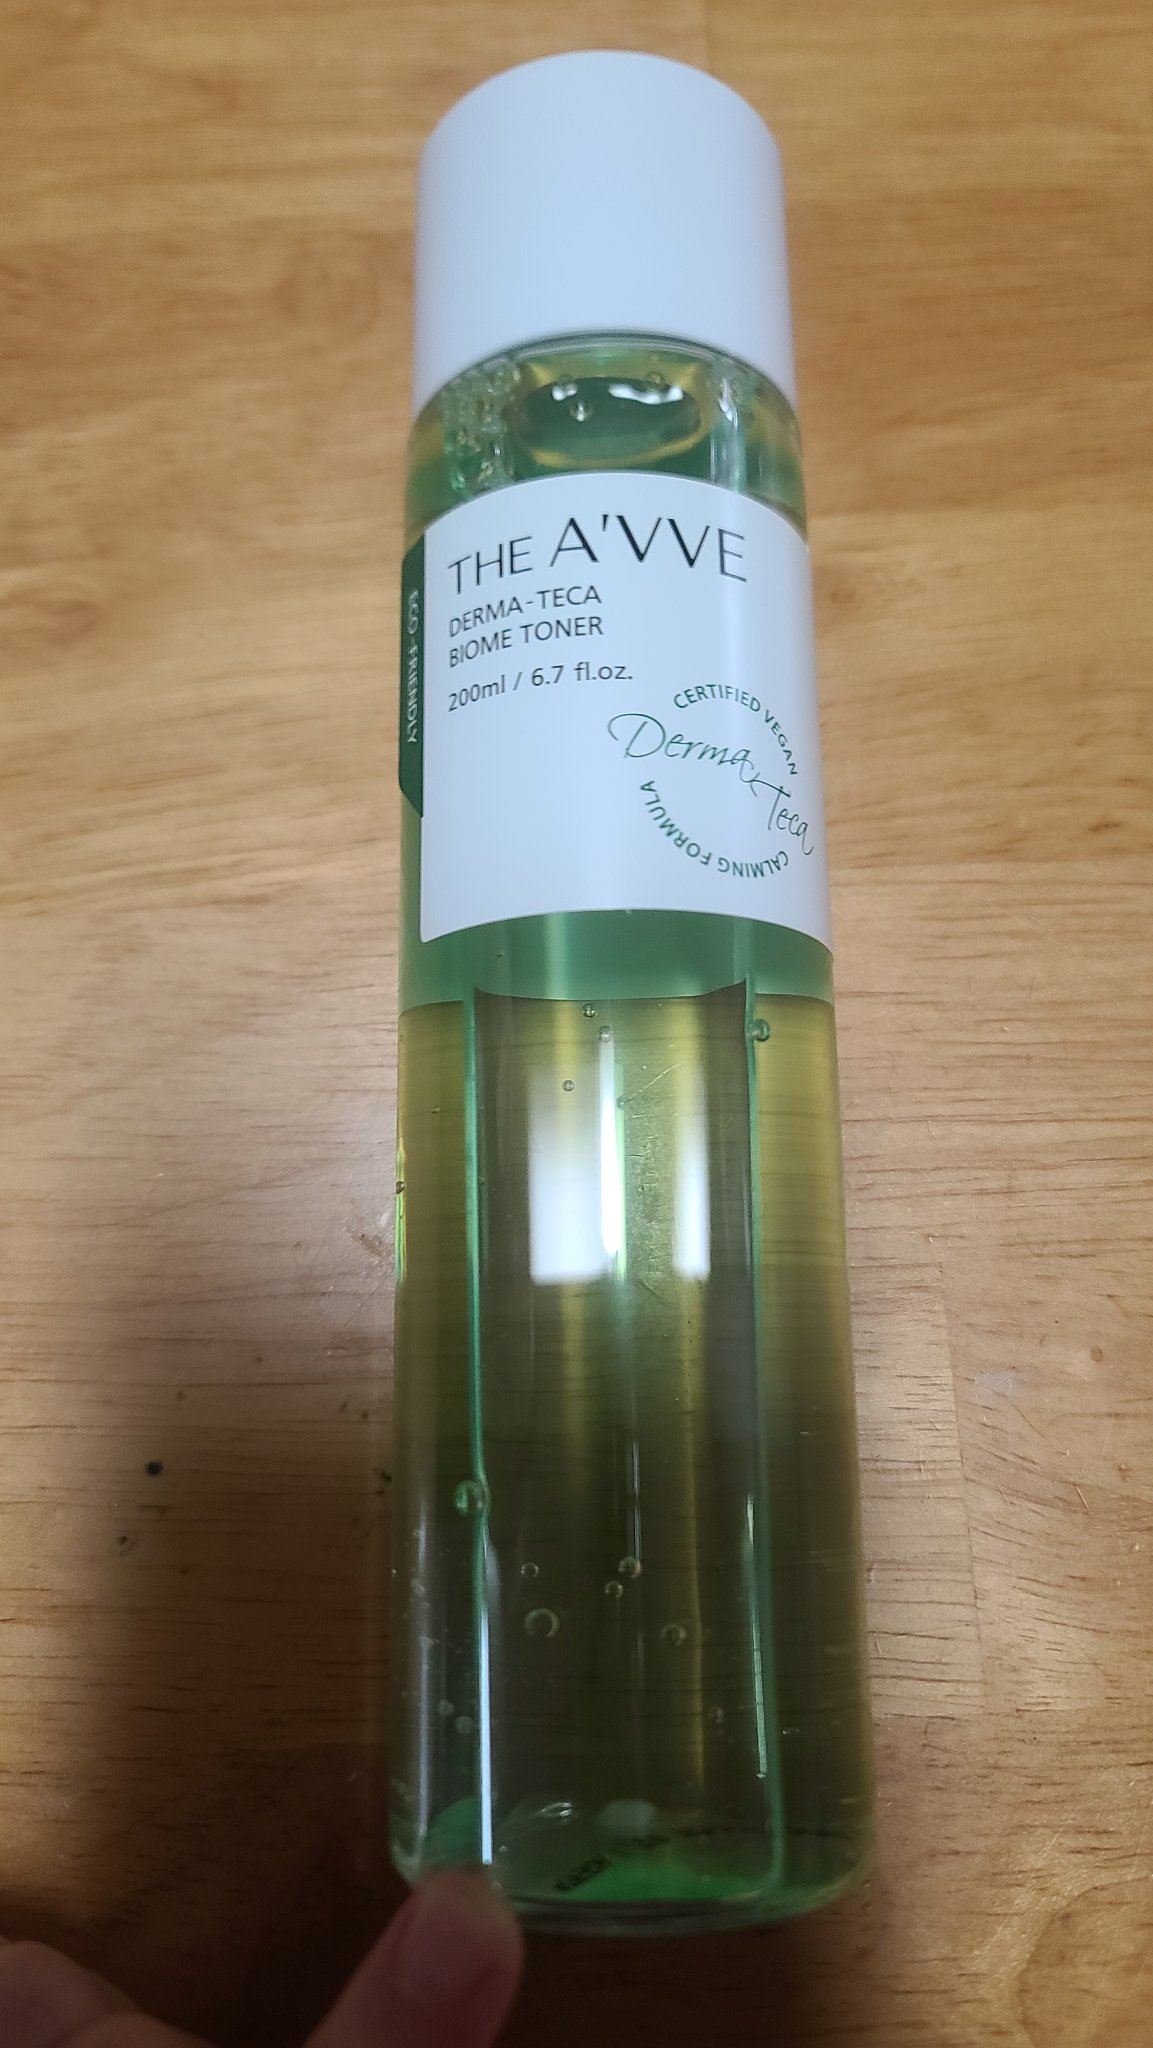 THE A'VVE
DERMA-TECA
BIOME TONER
200ml / 6.7 fl.oz.
ECO-FRIENDLY
CERTIFIED VEGAN
Derma Teca
CALMING FORMULA